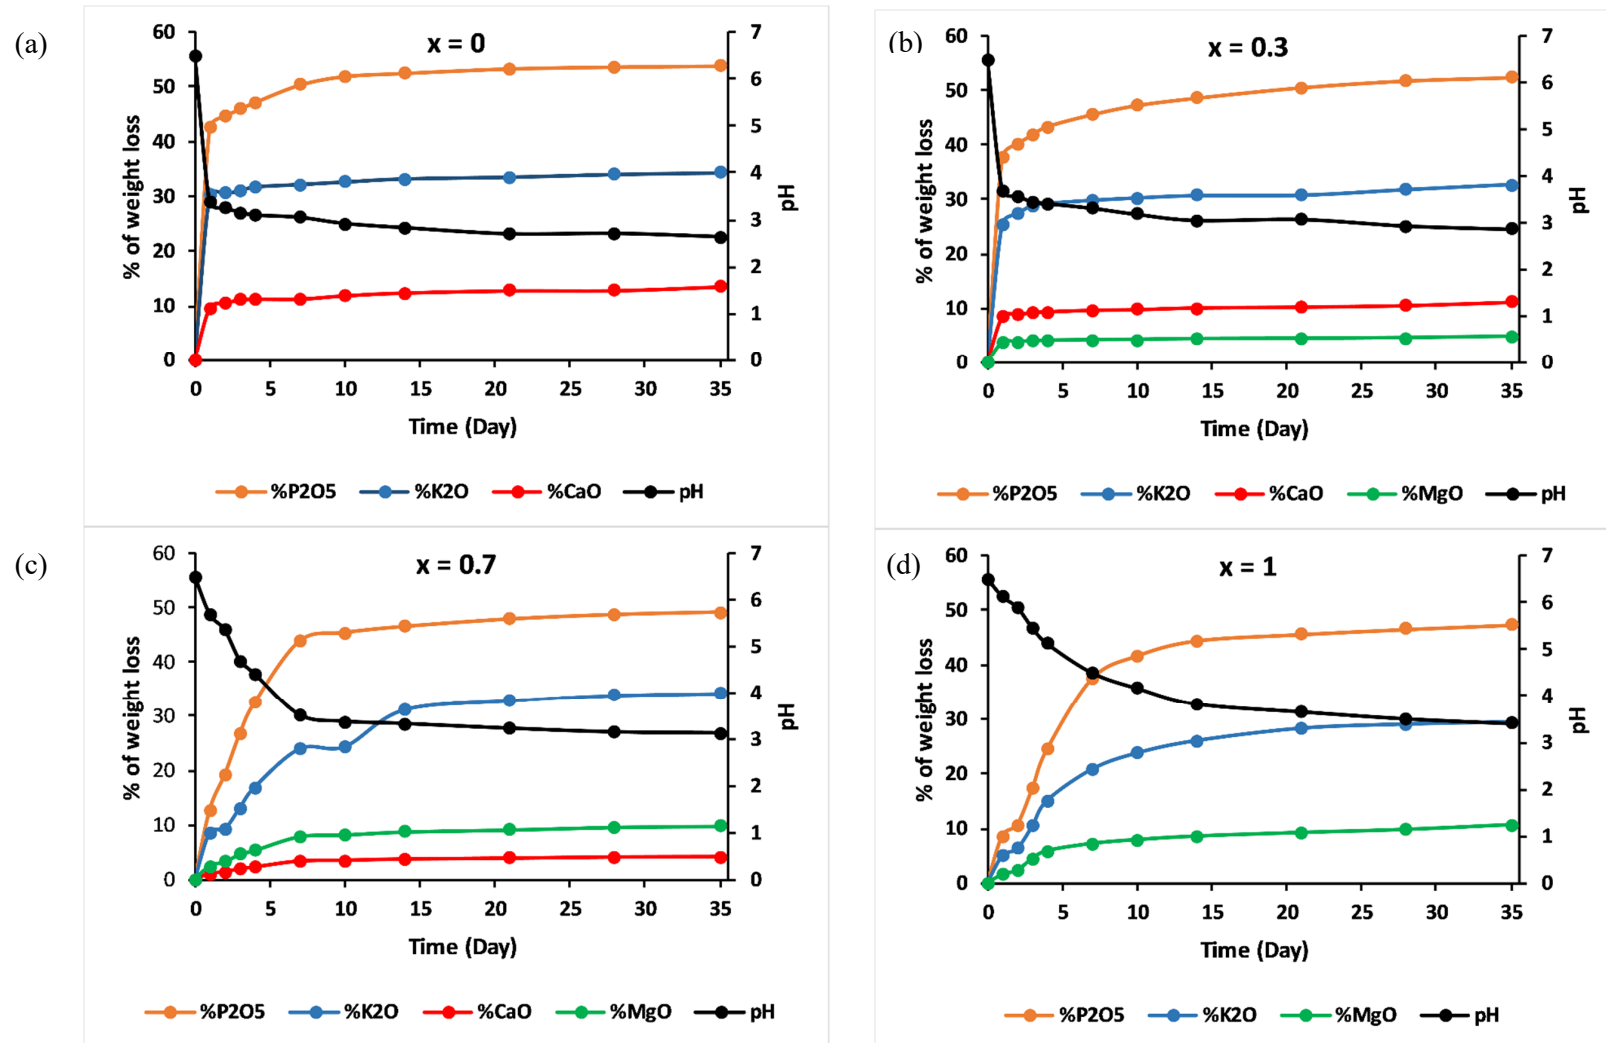 (a)
x = 0
60
50
40
30
20
10
0
% of weight loss
7
6
5
4
3
2
1
0
pH
0 5 10 15 20 25 30 35
Time (Day)
%P2O5 %K2O %CaO pH
(b)
x = 0.3
60
50
40
30
20
10
0
% of weight loss
7
6
5
4
3
2
1
0
pH
0 5 10 15 20 25 30 35
Time (Day)
%P2O5 %K2O %CaO %MgO pH
(c)
x = 0.7
60
50
40
30
20
10
0
% of weight loss
7
6
5
4
3
2
1
0
pH
0 5 10 15 20 25 30 35
Time (Day)
%P2O5 %K2O %CaO %MgO pH
(d)
x = 1
60
50
40
30
20
10
0
% of weight loss
7
6
5
4
3
2
1
0
pH
0 5 10 15 20 25 30 35
Time (Day)
%P2O5 %K2O %MgO pH